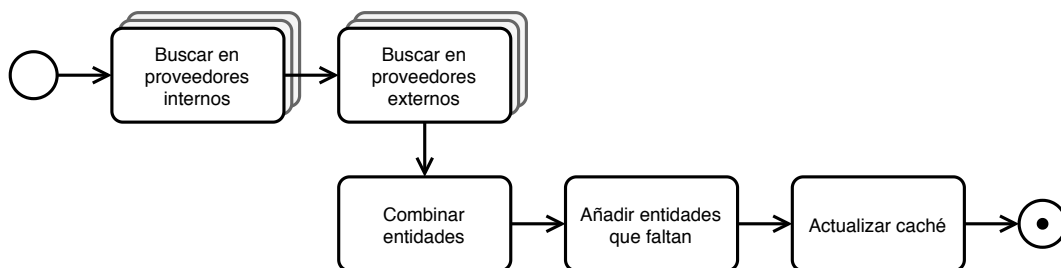 Buscar en
proveedores
internos
Buscar en
proveedores
externos
Combinar
entidades
Añadir entidades
que faltan
Actualizar caché